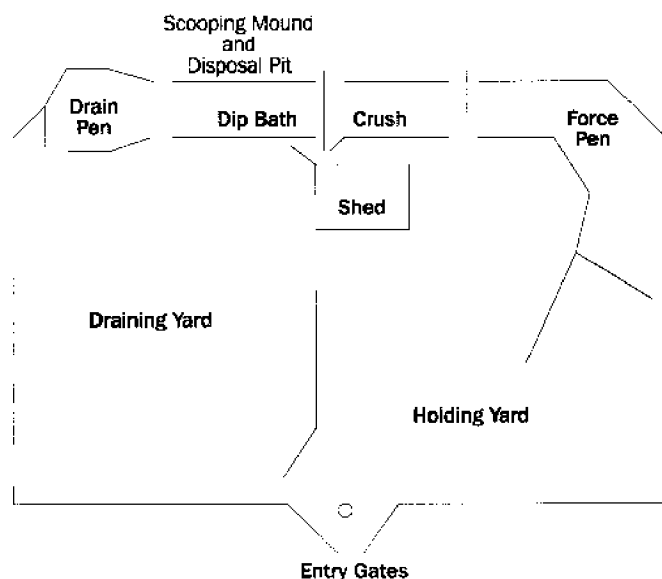 Scooping Mound
and
Disposal Pit
Drain
Pen
Dip Bath
Crush
Force
Pen
Shed
Draining Yard
Holding Yard
Entry Gates